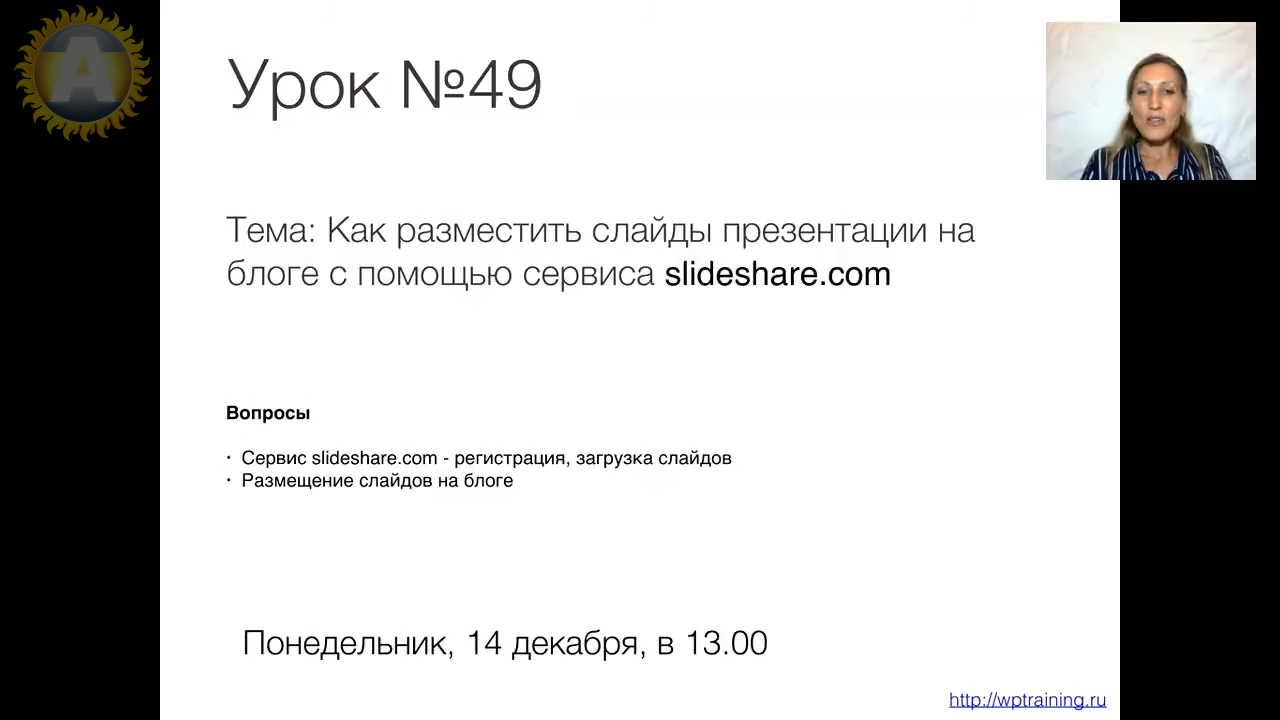 A
Урок №49
Тема: Как разместить слайды презентации на
блоге с помощью сервиса slideshare.com
Вопросы
· Сервис slideshare.com - регистрация, загрузка слайдов
· Размещение слайдов на блоге
Понедельник, 14 декабря, в 13.00
http://wptraining.ru